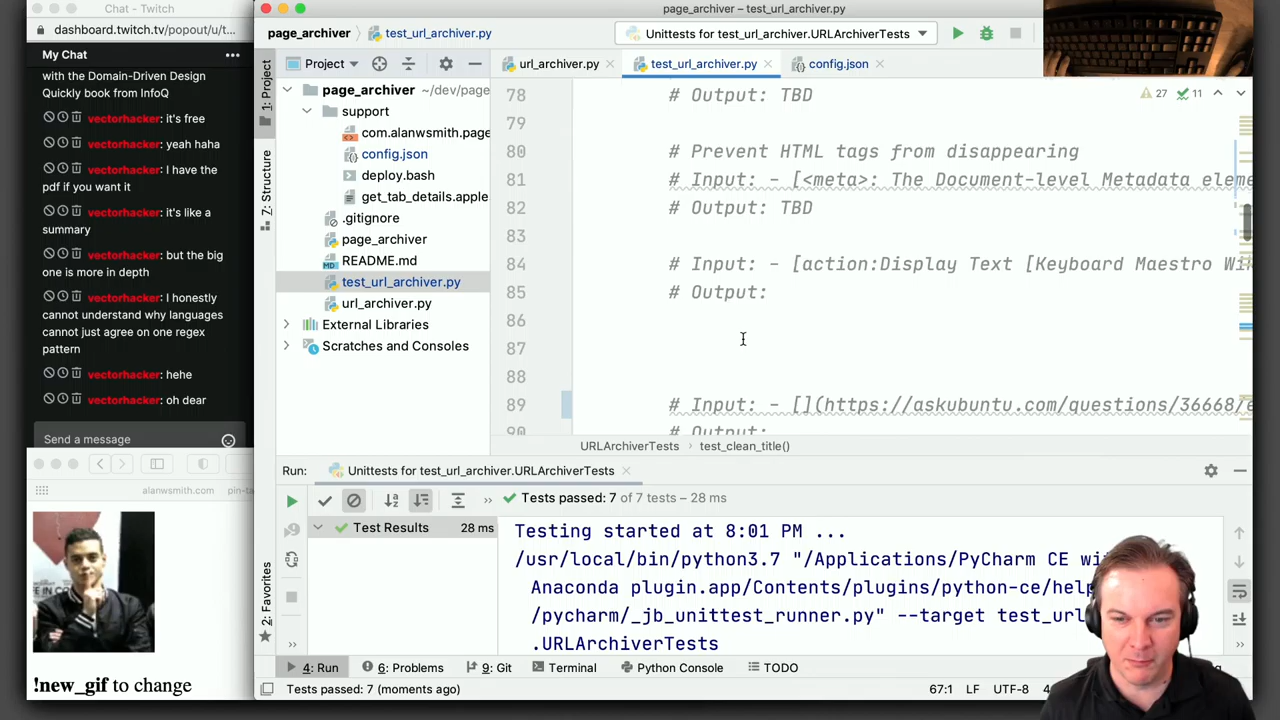 Chat - Twitch
dashboard.twitch.tv/popout/u/t...
My Chat
with the Domain-Driven Design
Quickly book from InfoQ
vectorhacker: it's free
vectorhacker: yeah haha
vectorhacker: I have the
pdf if you want it
vectorhacker: it's like a
summary
vectorhacker: but the big
one is more in depth
vectorhacker: I honestly
cannot understand why languages
cannot just agree on one regex
pattern
vectorhacker: hehe
vectorhacker: oh dear
Send a message
alanwsmith.com
pin-ta
!new_gif to change
page_archiver – test_url_archiver.py
page_archiver
test_url_archiver.py
Unittests for test_url_archiver.URLArchiverTests
1: Project
7: Structure
2: Favorites
Project
page_archiver ~/dev/page
support
com.alanwsmith.page
config.json
deploy.bash
get_tab_details.apple
.gitignore
page_archiver
README.md
test_url_archiver.py
url_archiver.py
External Libraries
Scratches and Consoles
url_archiver.py
test_url_archiver.py
config.json
27
11
78 # Output: TBD
79
80 # Prevent HTML tags from disappearing
81 # Input: - [<meta>: The Document-level Metadata eleme
82 # Output: TBD
83
84 # Input: - [action:Display Text [Keyboard Maestro Wik
85 # Output:
86
87
88
89 # Input: - [](https://askubuntu.com/questions/36668/e
90 # Output:
URLArchiverTests
test_clean_title()
Run:
Unittests for test_url_archiver.URLArchiverTests
Tests passed: 7 of 7 tests – 28 ms
Test Results
28 ms
Testing started at 8:01 PM ...
/usr/local/bin/python3.7 "/Applications/PyCharm CE wi
Anaconda plugin.app/Contents/plugins/python-ce/help
/pycharm/_jb_unittest_runner.py" --target test_url
.URLArchiverTests
4: Run
6: Problems
9: Git
Terminal
Python Console
TODO
Tests passed: 7 (moments ago)
67:1
LF
UTF-8
4